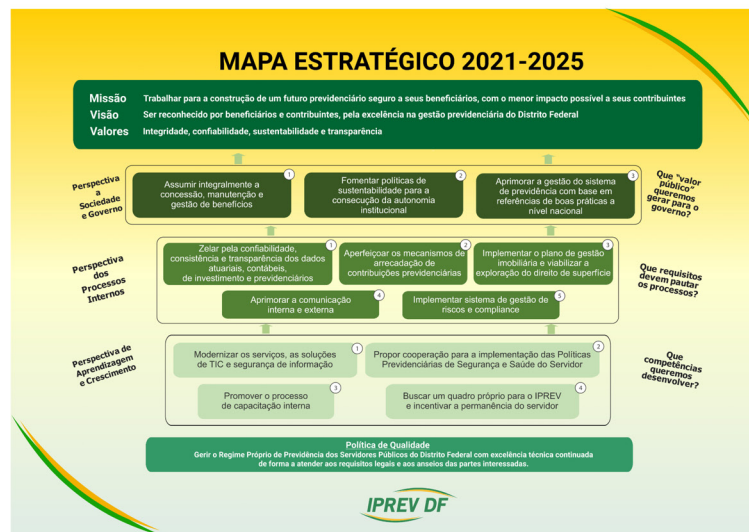 MAPA ESTRATÉGICO 2021-2025
Missão Trabalhar para a construção de um futuro previdenciário seguro a seus beneficiários, com o menor impacto possível a seus contribuintes
Visão Ser reconhecido por beneficiários e contribuintes, pela excelência na gestão previdenciária do Distrito Federal
Valores Integridade, confiabilidade, sustentabilidade e transparência
Perspectiva
a
Sociedade
e Governo
1
Assumir integralmente a
concessão, manutenção e
gestão de benefícios
2
Fomentar políticas de
sustentabilidade para a
consecução da autonomia
institucional
3
Aprimorar a gestão do sistema
de previdência com base em
referências de boas práticas a
nível nacional
Que "valor
público"
queremos
gerar para o
governo?
Perspectiva
dos
Processos
Internos
1
Zelar pela confiabilidade,
consistência e transparência dos dados
atuariais, contábeis,
de investimento e previdenciários
2
Aperfeiçoar os mecanismos de
arrecadação de
contribuições previdenciárias
3
Implementar o plano de gestão
imobiliária e viabilizar a
exploração do direito de superfície
4
Aprimorar a comunicação
interna e externa
5
Implementar sistema de gestão de
riscos e compliance
Que requisitos
devem pautar
os processos?
Perspectiva de
Aprendizagem
e Crescimento
1
Modernizar os serviços, as soluções
de TIC e segurança de informação
2
Propor cooperação para a implementação das Políticas
Previdenciárias de Segurança e Saúde do Servidor
3
Promover o processo
de capacitação interna
4
Buscar um quadro próprio para o IPREV
e incentivar a permanência do servidor
Que
competências
queremos
desenvolver?
Política de Qualidade
Gerir o Regime Próprio de Previdência dos Servidores Públicos do Distrito Federal com excelência técnica continuada
de forma a atender aos requisitos legais e aos anseios das partes interessadas.
IPREV DF